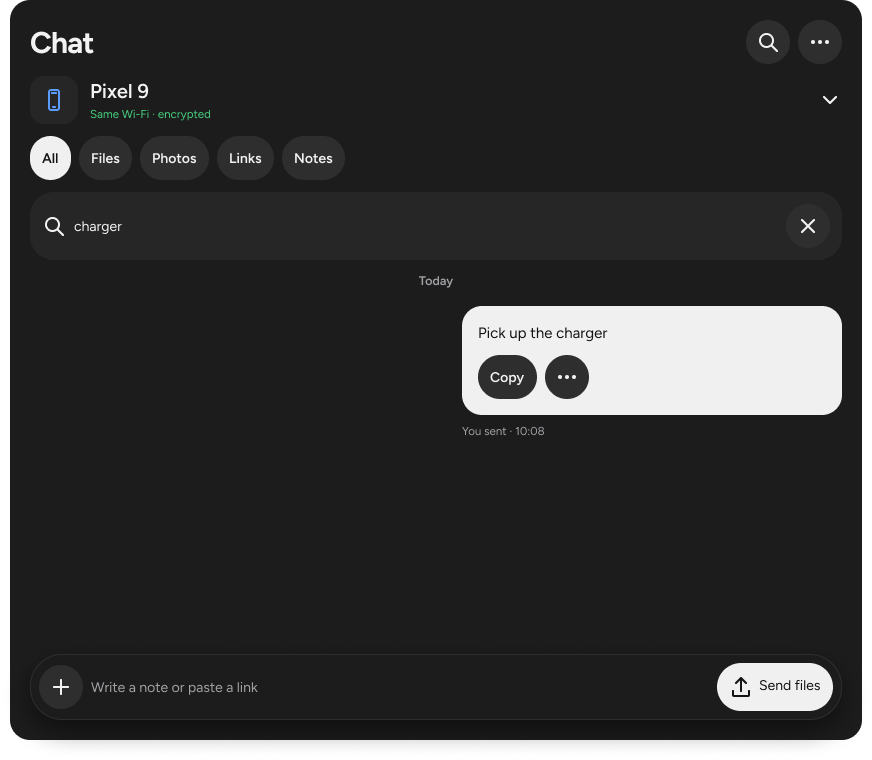 Chat
Pixel 9
Same Wi-Fi · encrypted
All
Files
Photos
Links
Notes
charger
Today
Pick up the charger
Copy
You sent · 10:08
Write a note or paste a link
Send files